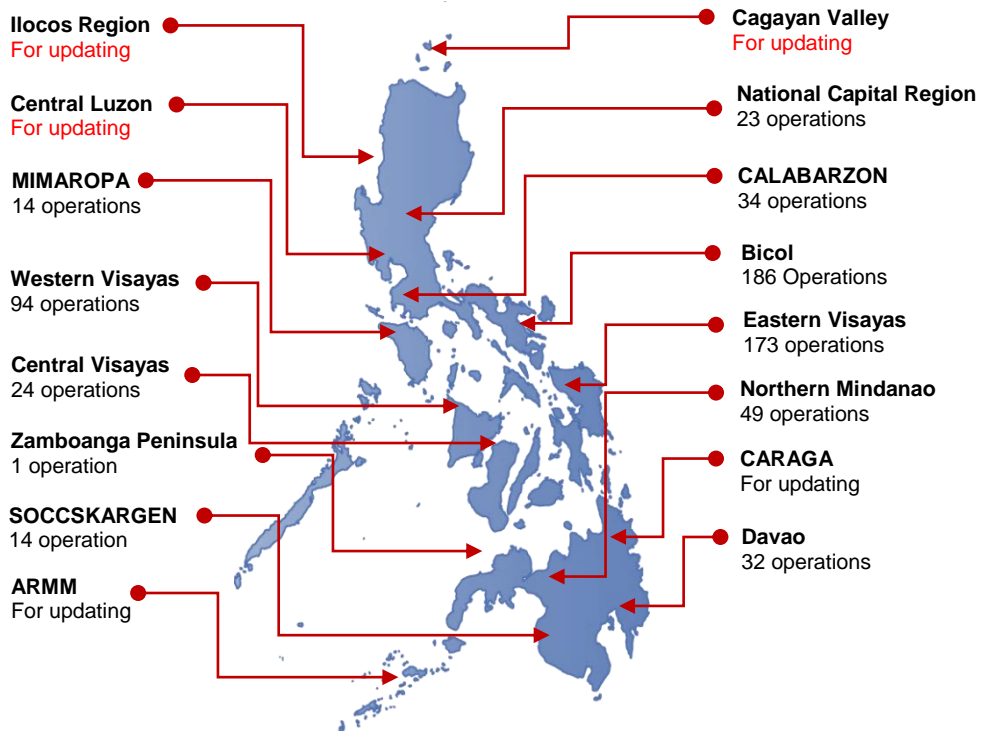 Ilocos Region
For updating
Central Luzon
For updating
MIMAROPA
14 operations
Western Visayas
94 operations
Central Visayas
24 operations
Zamboanga Peninsula
1 operation
SOCCSKARGEN
14 operation
ARMM
For updating
Cagayan Valley
For updating
National Capital Region
23 operations
CALABARZON
34 operations
Bicol
186 Operations
Eastern Visayas
173 operations
Northern Mindanao
49 operations
CARAGA
For updating
Davao
32 operations